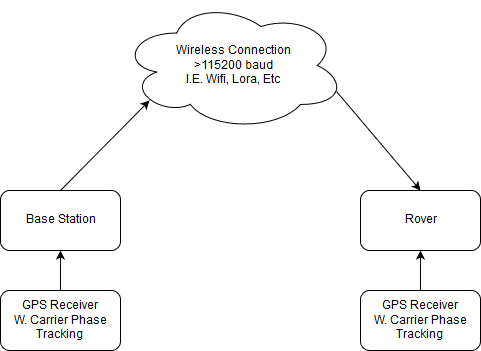 Wireless Connection
>115200 baud
I.E. Wifi, Lora, Etc
Base Station
Rover
GPS Receiver
W. Carrier Phase
Tracking
GPS Receiver
W. Carrier Phase
Tracking